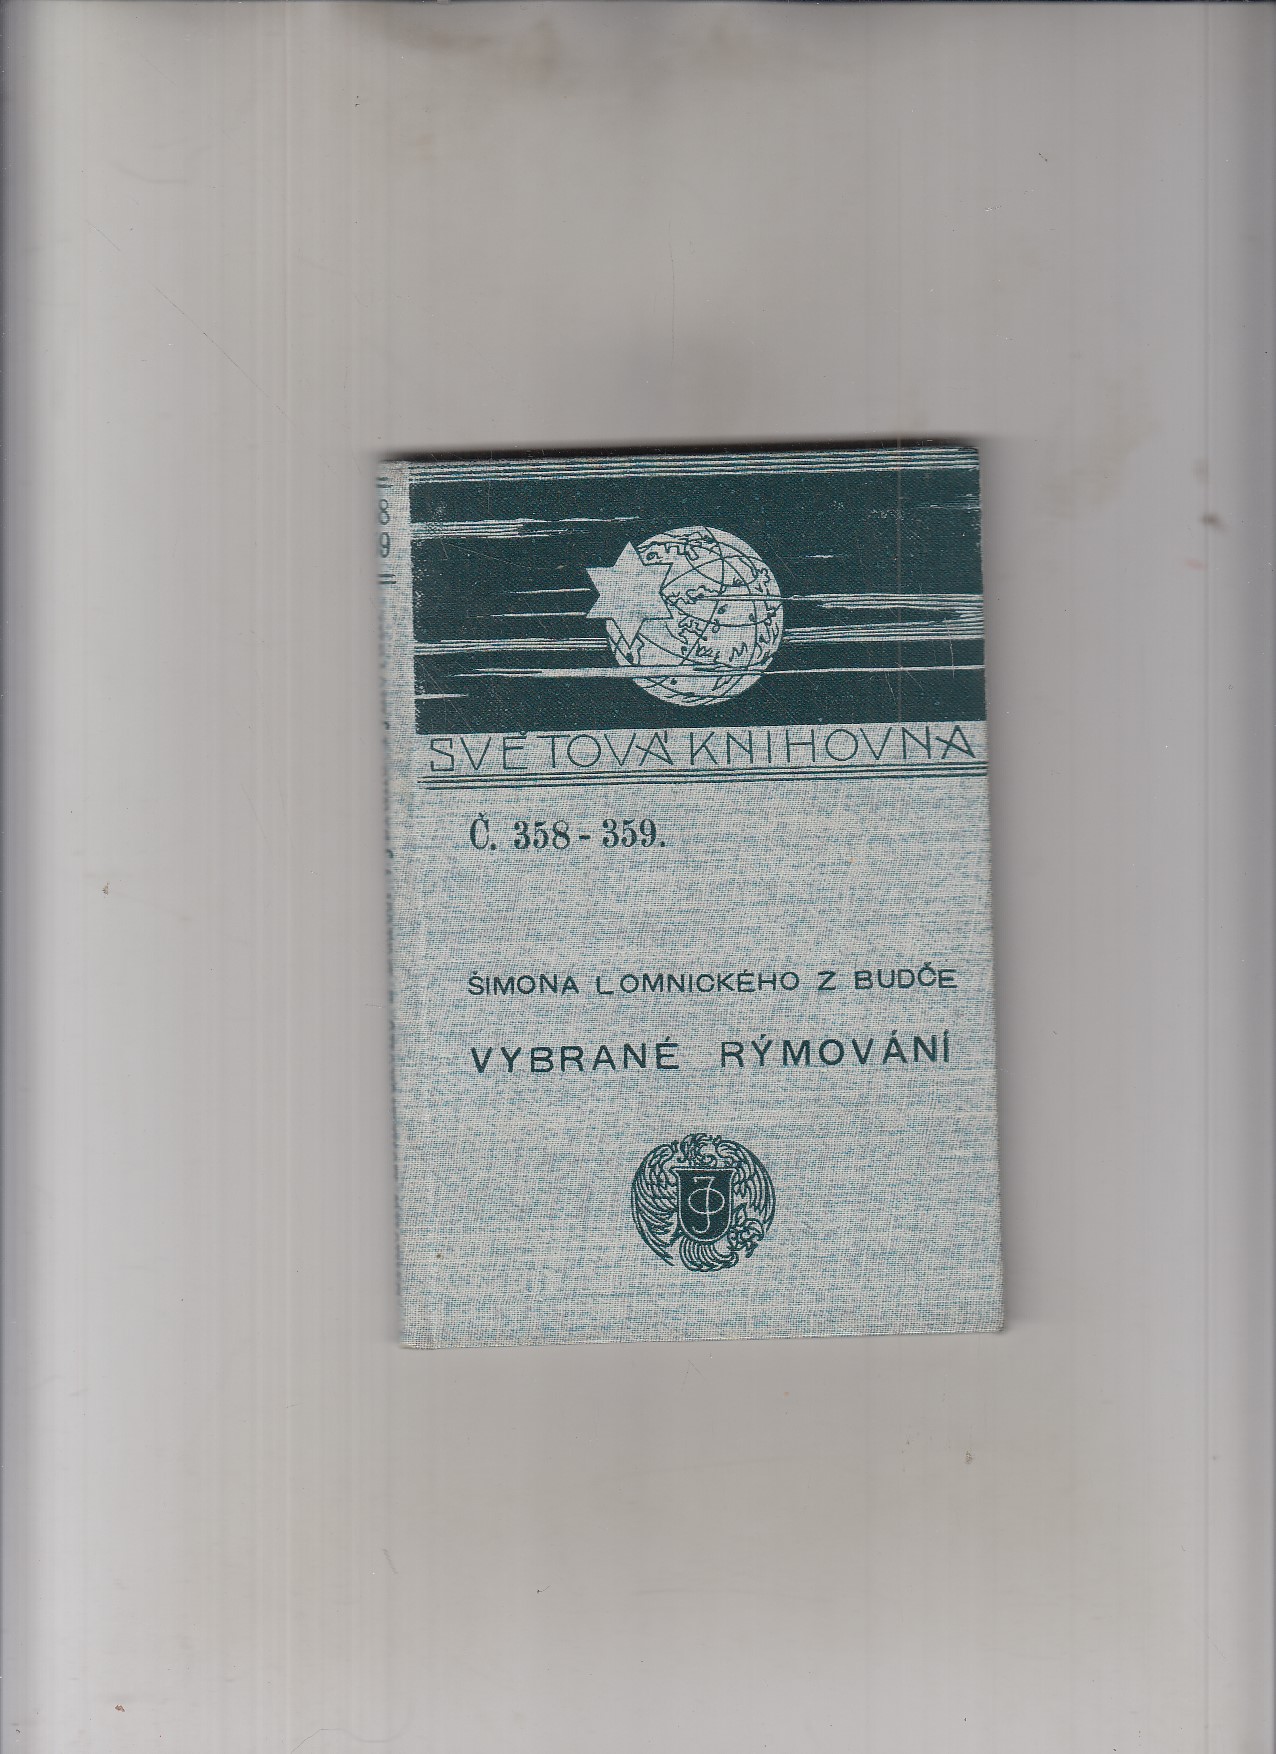 SVĚTOVÁ KNIHOVNA
Č. 358 - 359.
ŠIMONA LOMNICKÉHO Z BUDČE
VYBRANÉ RÝMOVÁNÍ